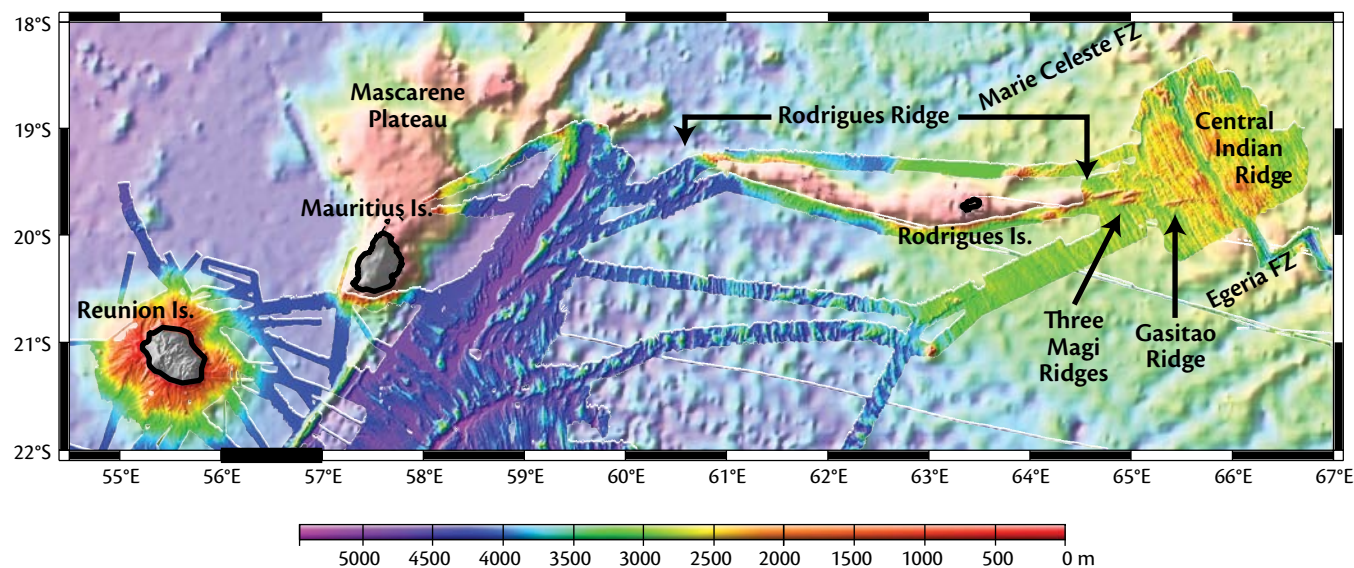 18°S
19°S
20°S
21°S
22°S
Mascarene
Plateau
Marie Celeste FZ
Rodrigues Ridge
Central
Indian
Ridge
Mauritius Is.
Rodrigues Is.
Egeria FZ
Reunion Is.
Three
Magi
Ridges
Gasitao
Ridge
55°E 56°E 57°E 58°E 59°E 60°E 61°E 62°E 63°E 64°E 65°E 66°E 67°E
5000 4500 4000 3500 3000 2500 2000 1500 1000 500 0 m